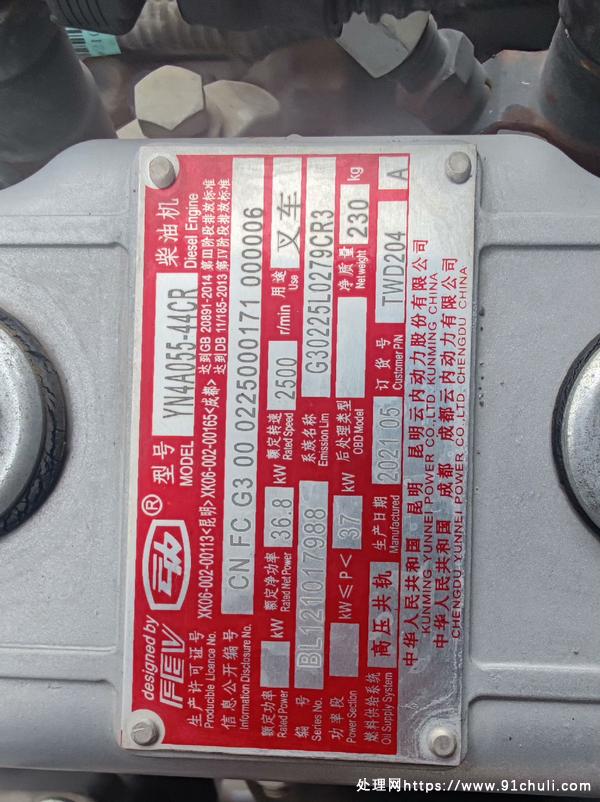 designed by
FEV
®
型号 YN4A055-44CR 柴油机
MODEL Diesel Engine
生产许可证号 XK06-002-00113<昆明>XK06-002-00165<成都> 达到GB 20891-2014 第四阶段排放标准
Producible Licence No. 达到DB 11/185-2013 第Ⅳ阶段排放标准
信息公开编号 CN FC G3 00 0225000171 000006
Information Disclosure No.
额定功率 kW 额定净功率 36.8 kW 额定转速 2500 r/min 用途 叉车
Rated Power Rated Net Power Rated Speed Use
编号 BL1210117988 系族名称 G30225L0279CR3
Series No. Emission Lim
功率段 kW≤P< 37 kW 后处理类型 净质量 230 kg
Power Section OBD Model Net weight
燃料供给系统 高压共轨 生产日期 2021 05 订货号 TWD204 A
Oil Supply System Manufactured Customer P/N
中华人民共和国 昆明 昆明云内动力股份有限公司
KUNMING YUNNEI POWER CO.,LTD. KUNMING CHINA
中华人民共和国 成都 成都云内动力有限公司
CHENGDU YUNNEI POWER CO.,LTD. CHENGDU CHINA
处理网https://www.91chuli.com